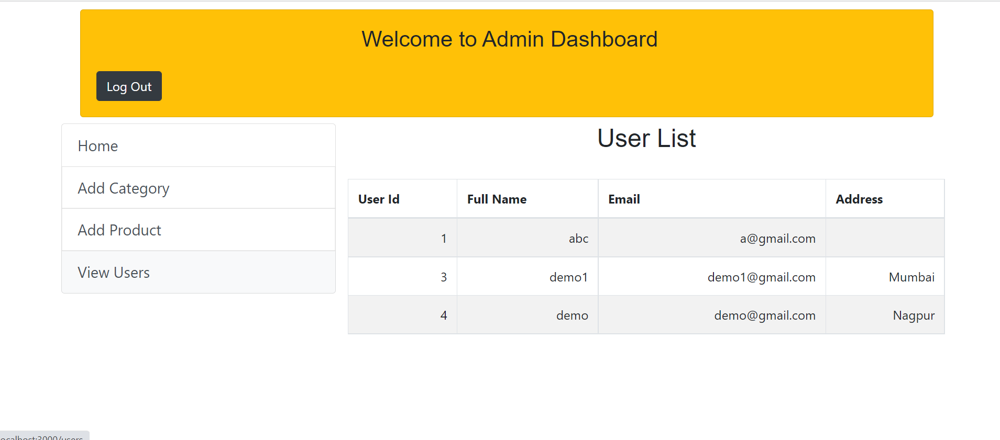 Welcome to Admin Dashboard
Log Out
Home
Add Category
Add Product
View Users
User List
User Id Full Name Email Address
1 abc a@gmail.com
3 demo1 demo1@gmail.com Mumbai
4 demo demo@gmail.com Nagpur
ocalhost:3000/users